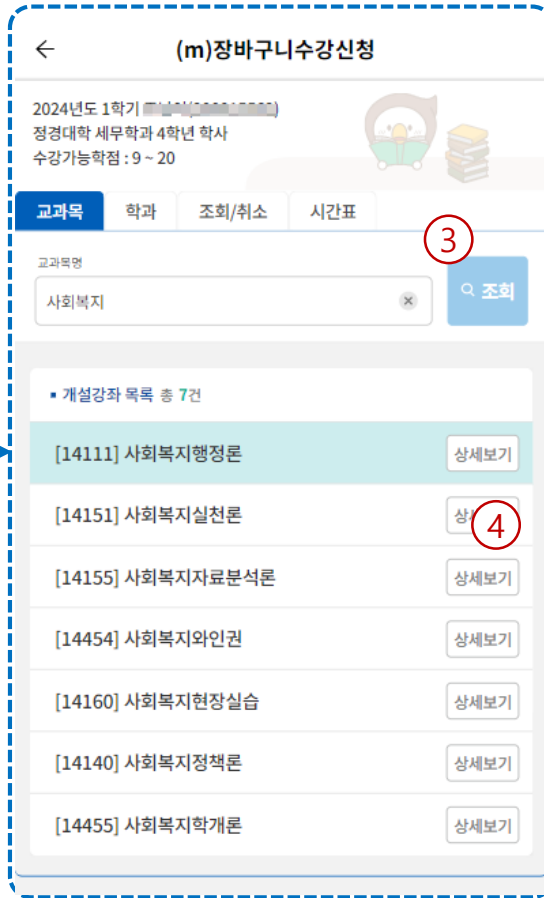 (m)장바구니수강신청
2024년도 1학기
정경대학 세무학과 4학년 학사
수강가능학점 : 9 ~ 20
교과목 학과 조회/취소 시간표
③
교과목명
사회복지
조회
개설강좌 목록 총 7건
[14111] 사회복지행정론 상세보기
[14151] 사회복지실천론 상
④
[14155] 사회복지자료분석론 상세보기
[14454] 사회복지와인권 상세보기
[14160] 사회복지현장실습 상세보기
[14140] 사회복지정책론 상세보기
[14455] 사회복지학개론 상세보기